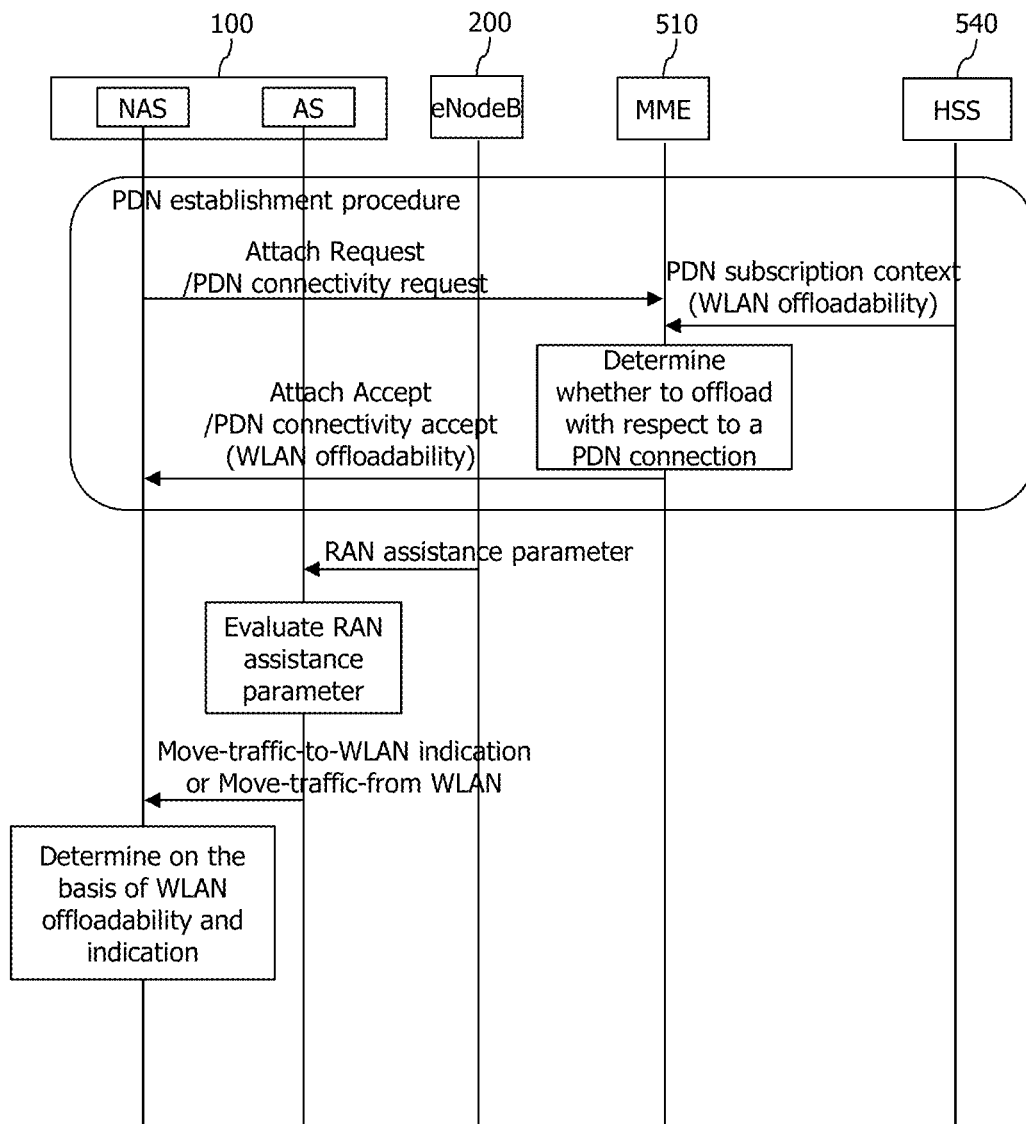 100
200
510
540
NAS
AS
eNodeB
MME
HSS
PDN establishment procedure
Attach Request
/PDN connectivity request
PDN subscription context
(WLAN offloadability)
Determine
whether to offload
with respect to a
PDN connection
Attach Accept
/PDN connectivity accept
(WLAN offloadability)
RAN assistance parameter
Evaluate RAN
assistance
parameter
Move-traffic-to-WLAN indication
or Move-traffic-from WLAN
Determine on the
basis of WLAN
offloadability and
indication